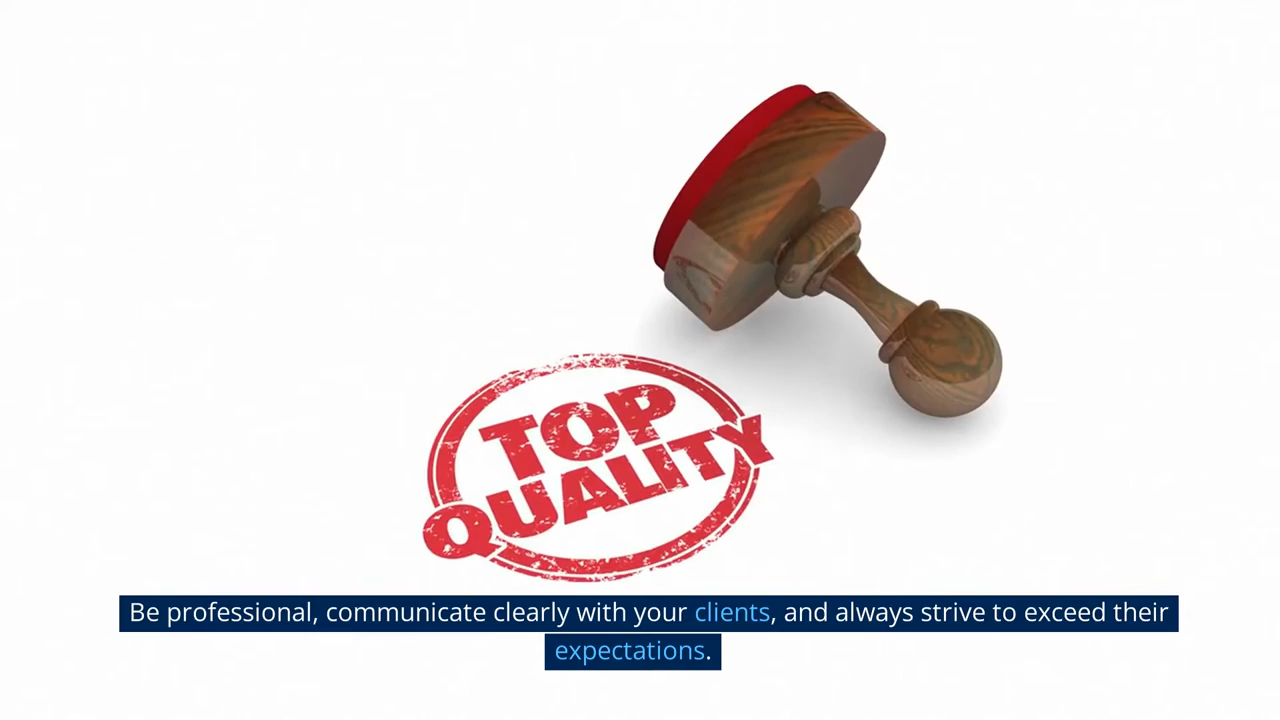 TOP
QUALITY
Be professional, communicate clearly with your clients, and always strive to exceed their
expectations.